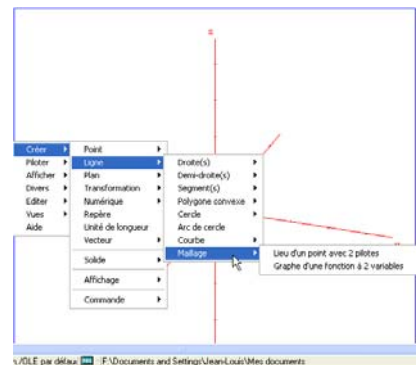 Créer
Piloter
Afficher
Divers
Editer
Vues
Aide
Point
Ligne
Plan
Transformation
Numérique
Repère
Unité de longueur
Vecteur
Solide
Affichage
Commande
Droite(s)
Demi-droite(s)
Segment(s)
Polygone convexe
Cercle
Arc de cercle
Courbe
Maillage
Lieu d'un point avec 2 pilotes
Graphe d'une fonction à 2 variables
/OLE par défaut F:\Documents and Settings\Jean-Louis\Mes documents